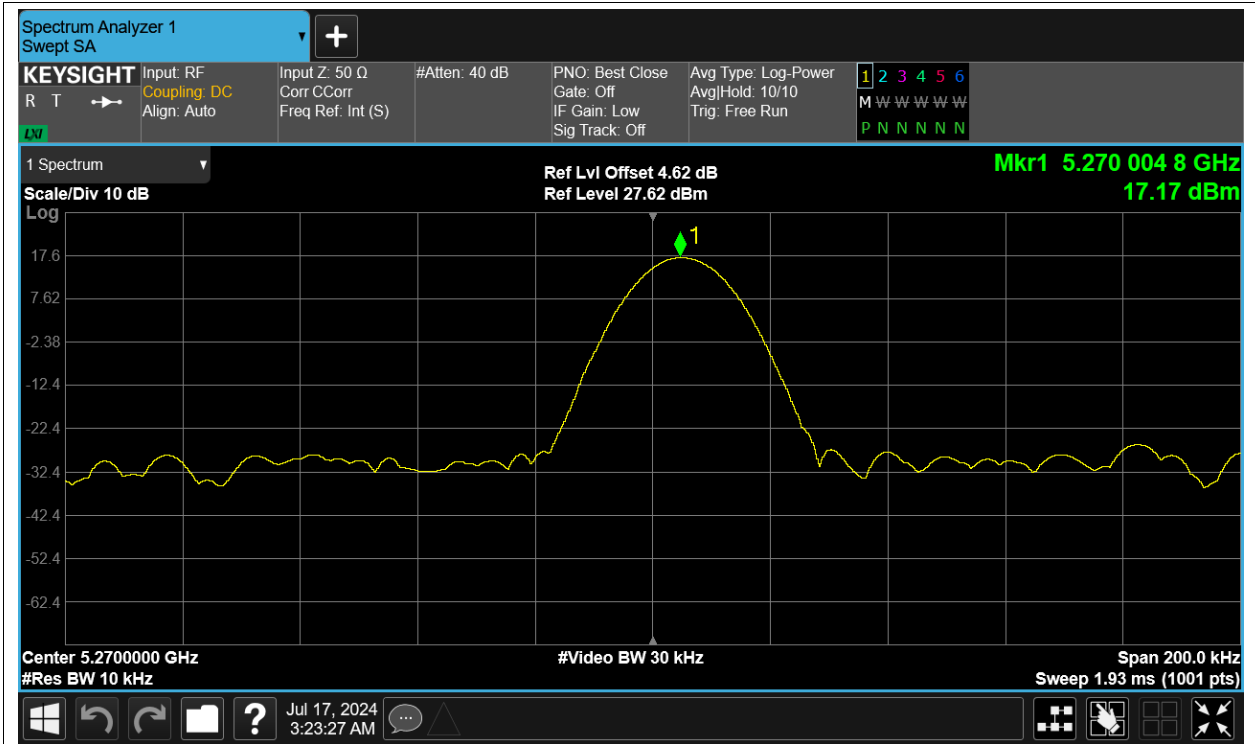 Spectrum Analyzer 1
Swept SA
+
KEYSIGHT
R T
LXI
Input: RF
Coupling: DC
Align: Auto
Input Z: 50 Ω
Corr CCorr
Freq Ref: Int (S)
#Atten: 40 dB
PNO: Best Close
Gate: Off
IF Gain: Low
Sig Track: Off
Avg Type: Log-Power
Avg|Hold: 10/10
Trig: Free Run
1 2 3 4 5 6
M W W W W W
P N N N N N
1 Spectrum
Scale/Div 10 dB
Log
Ref Lvl Offset 4.62 dB
Ref Level 27.62 dBm
Mkr1 5.270 004 8 GHz
17.17 dBm
1
17.6
7.62
-2.38
-12.4
-22.4
-32.4
-42.4
-52.4
-62.4
Center 5.2700000 GHz
#Res BW 10 kHz
#Video BW 30 kHz
Span 200.0 kHz
Sweep 1.93 ms (1001 pts)
?
Jul 17, 2024
3:23:27 AM